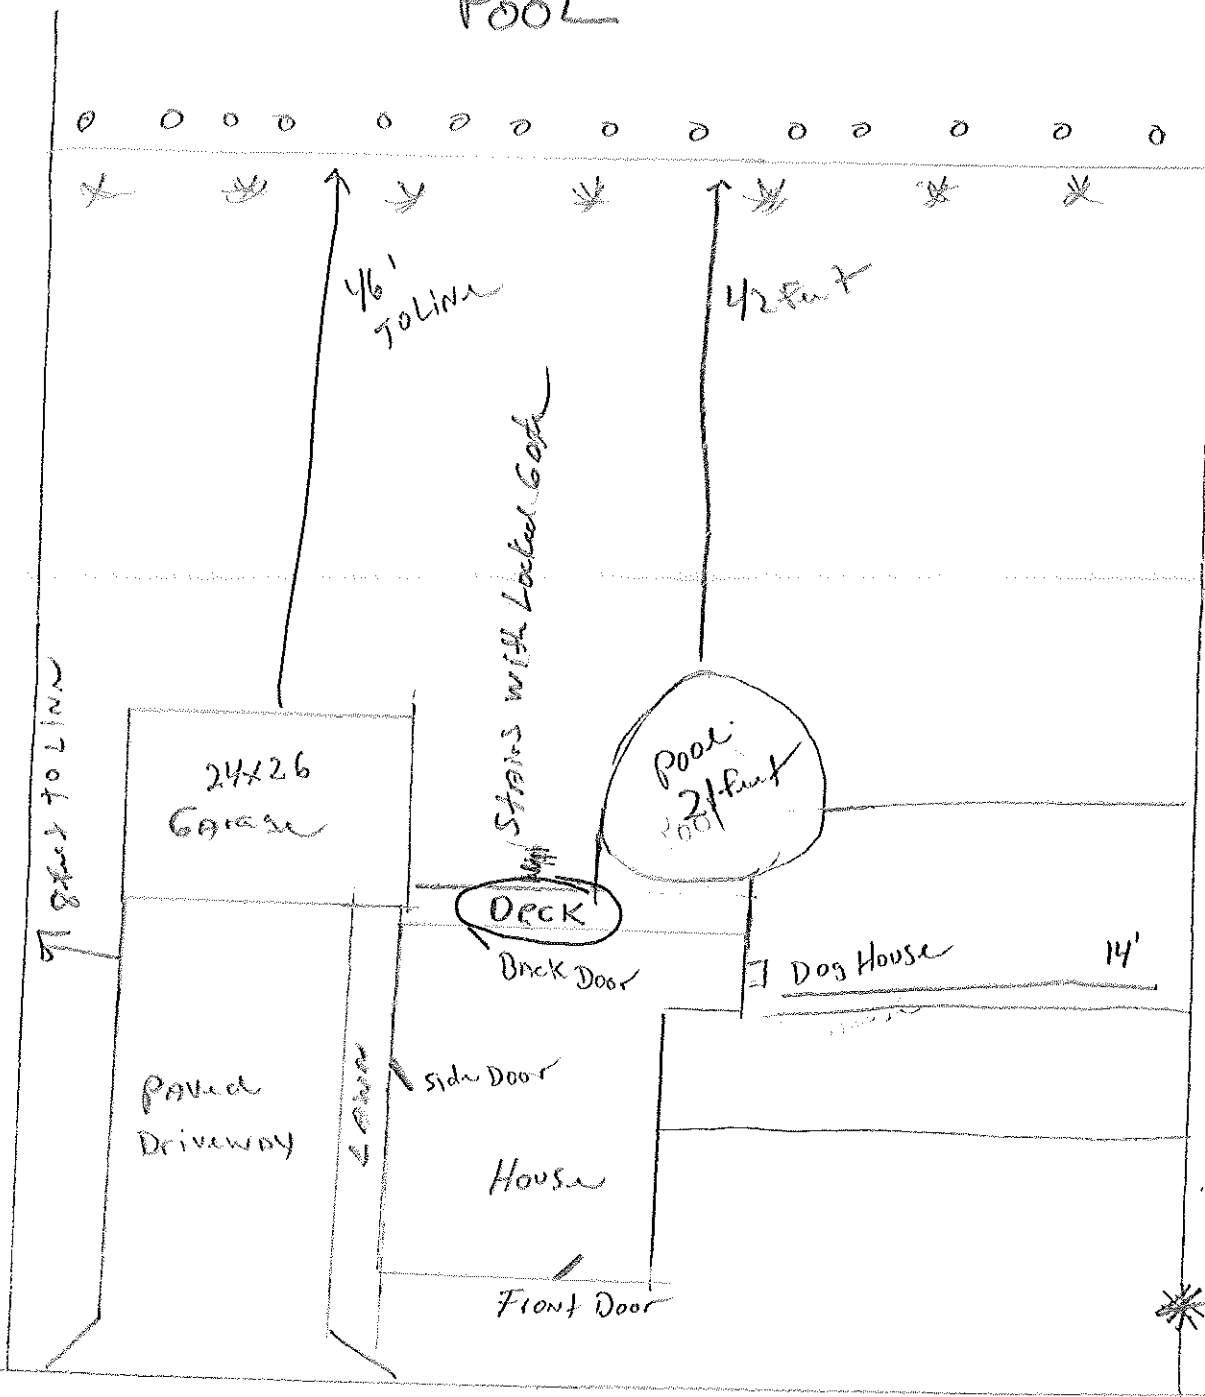 POOL
46'
TO LINE
42 Feet
Stairs with Locked Gate
8 feet TO LINE
24X26
Garage
Pool
21 feet
Pool
Deck
Back Door
Dog House
14'
Side Door
Paved
Driveway
LAWN
House
Front Door